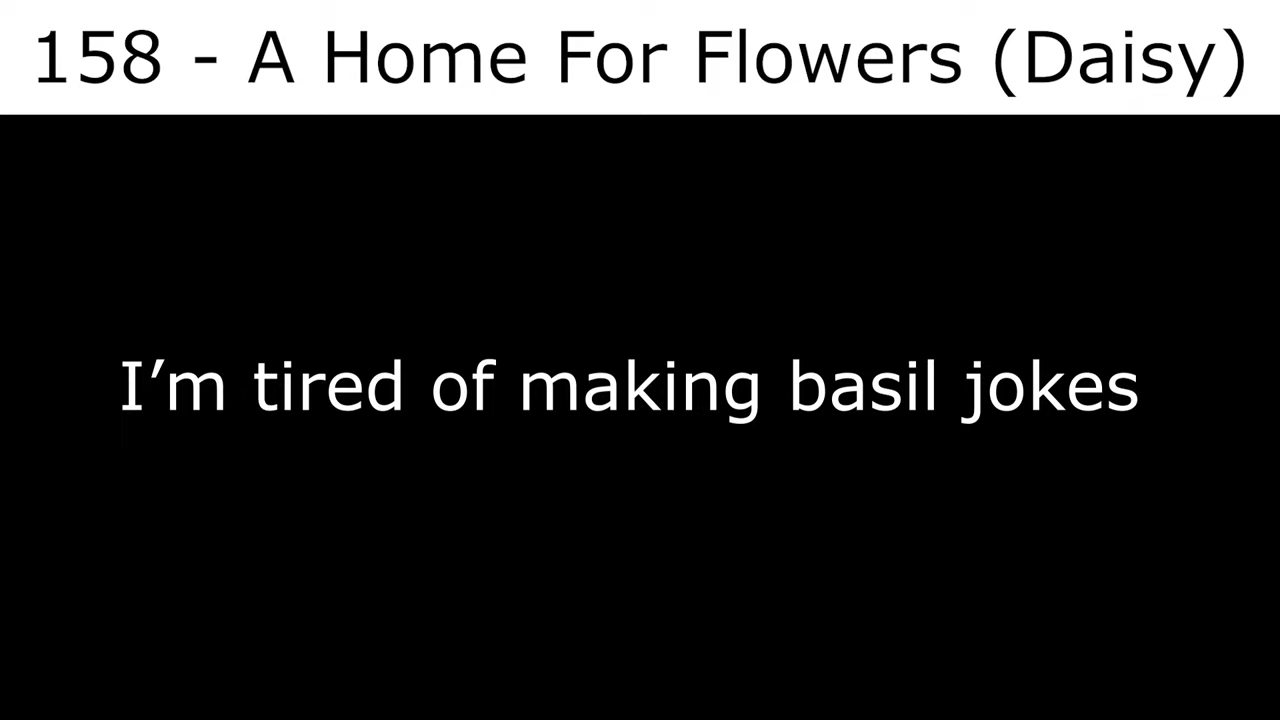 158 - A Home For Flowers (Daisy)
I’m tired of making basil jokes